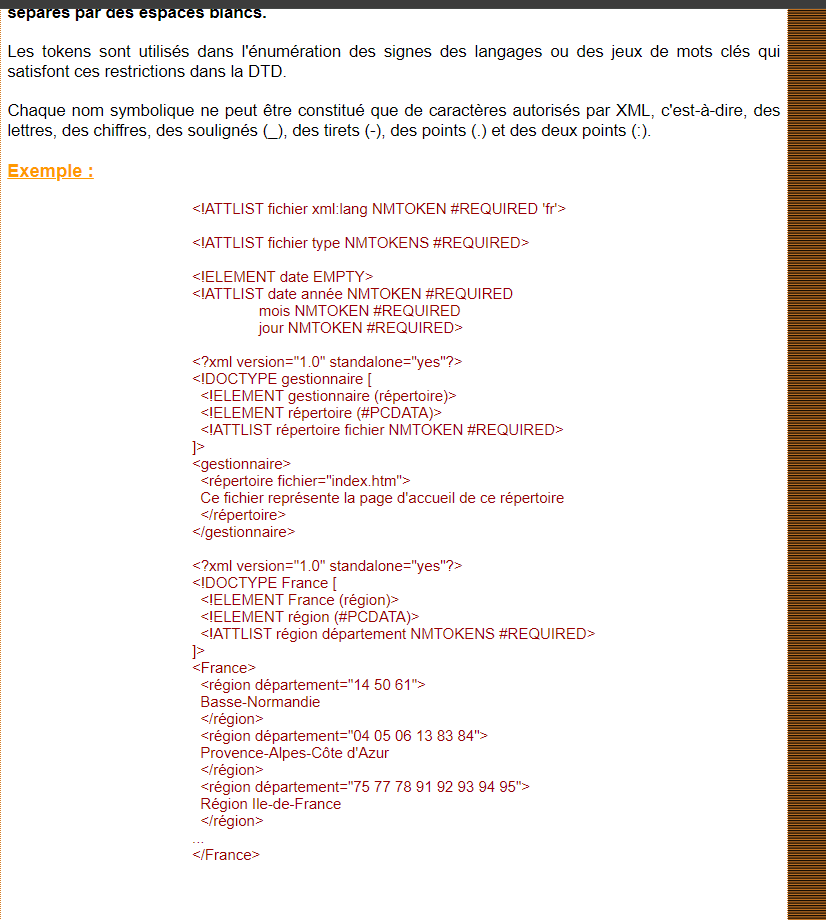 séparés par des espaces blancs.
Les tokens sont utilisés dans l'énumération des signes des langages ou des jeux de mots clés qui
satisfont ces restrictions dans la DTD.
Chaque nom symbolique ne peut être constitué que de caractères autorisés par XML, c'est-à-dire, des
lettres, des chiffres, des soulignés (_), des tirets (-), des points (.) et des deux points (:).
Exemple :
<!ATTLIST fichier xml:lang NMTOKEN #REQUIRED 'fr'>
<!ATTLIST fichier type NMTOKENS #REQUIRED>
<!ELEMENT date EMPTY>
<!ATTLIST date année NMTOKEN #REQUIRED
mois NMTOKEN #REQUIRED
jour NMTOKEN #REQUIRED>
<?xml version="1.0" standalone="yes"?>
<!DOCTYPE gestionnaire [
<!ELEMENT gestionnaire (répertoire)>
<!ELEMENT répertoire (#PCDATA)>
<!ATTLIST répertoire fichier NMTOKEN #REQUIRED>
]>
<gestionnaire>
<répertoire fichier="index.htm">
Ce fichier représente la page d'accueil de ce répertoire
</répertoire>
</gestionnaire>
<?xml version="1.0" standalone="yes"?>
<!DOCTYPE France [
<!ELEMENT France (région)>
<!ELEMENT région (#PCDATA)>
<!ATTLIST région département NMTOKENS #REQUIRED>
]>
<France>
<région département="14 50 61">
Basse-Normandie
</région>
<région département="04 05 06 13 83 84">
Provence-Alpes-Côte d'Azur
</région>
<région département="75 77 78 91 92 93 94 95">
Région Ile-de-France
</région>
...
</France>